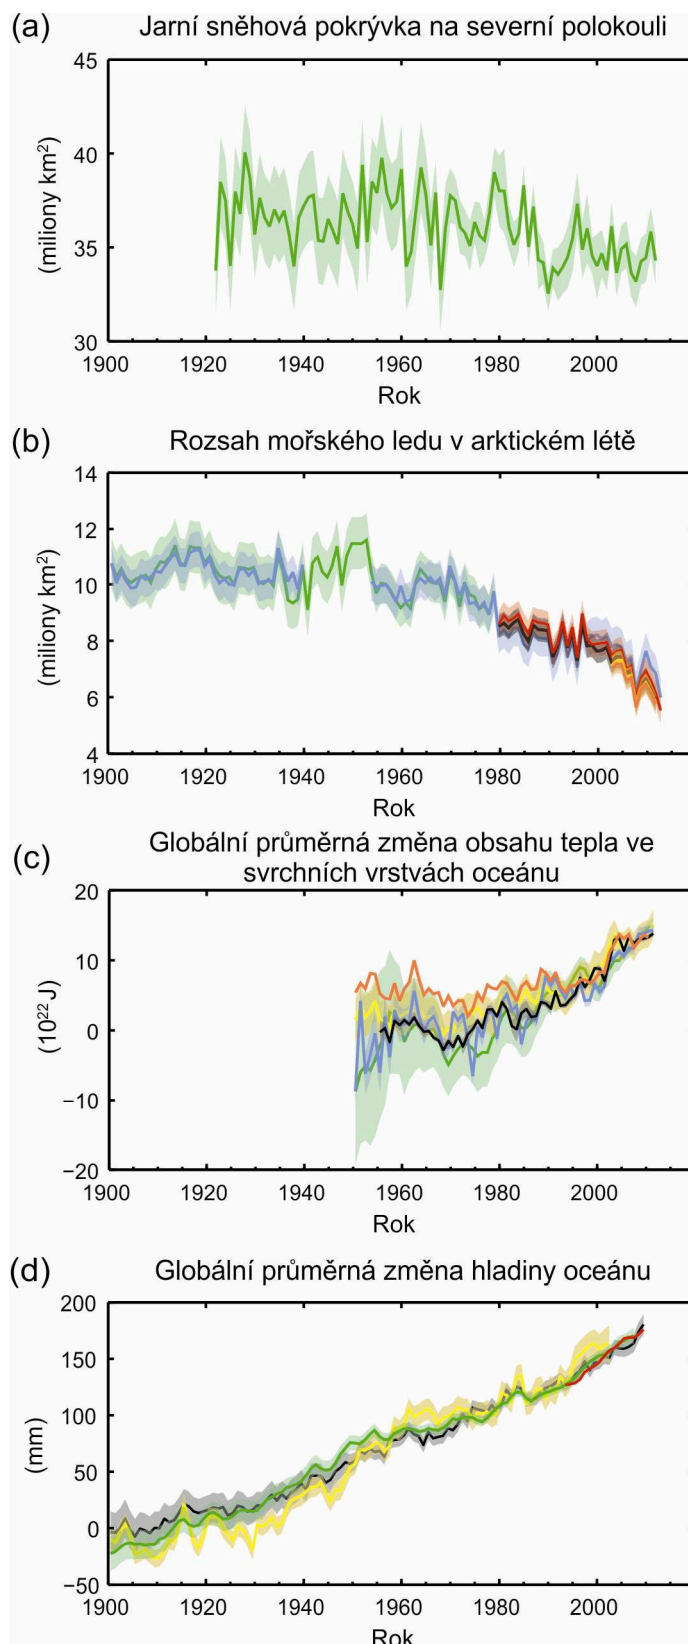 (a)
Jarní sněhová pokrývka na severní polokouli
45
40
35
30
(miliony km²)
1900 1920 1940 1960 1980 2000
Rok
(b)
Rozsah mořského ledu v arktickém létě
14
12
10
8
6
4
(miliony km²)
1900 1920 1940 1960 1980 2000
Rok
(c)
Globální průměrná změna obsahu tepla ve
svrchních vrstvách oceánu
20
10
0
−10
−20
(10²² J)
1900 1920 1940 1960 1980 2000
Rok
(d)
Globální průměrná změna hladiny oceánu
200
150
100
50
0
−50
(mm)
1900 1920 1940 1960 1980 2000
Rok